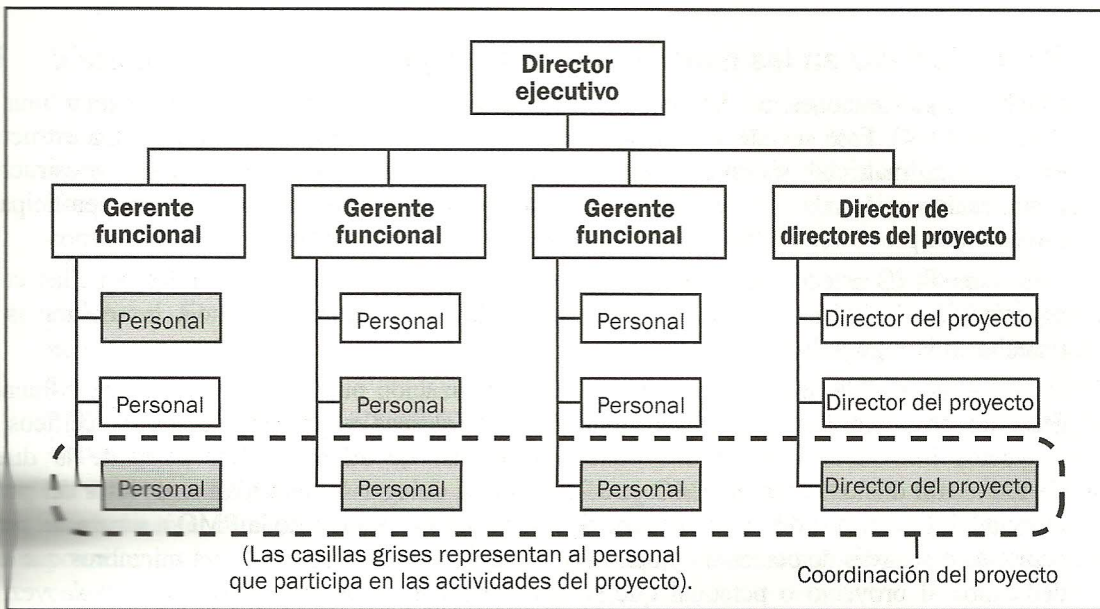 Director
ejecutivo
Gerente
funcional
Gerente
funcional
Gerente
funcional
Director de
directores del proyecto
Personal
Personal
Personal
Director del proyecto
Personal
Personal
Personal
Director del proyecto
Personal
Personal
Personal
Director del proyecto
(Las casillas grises representan al personal
que participa en las actividades del proyecto).
Coordinación del proyecto